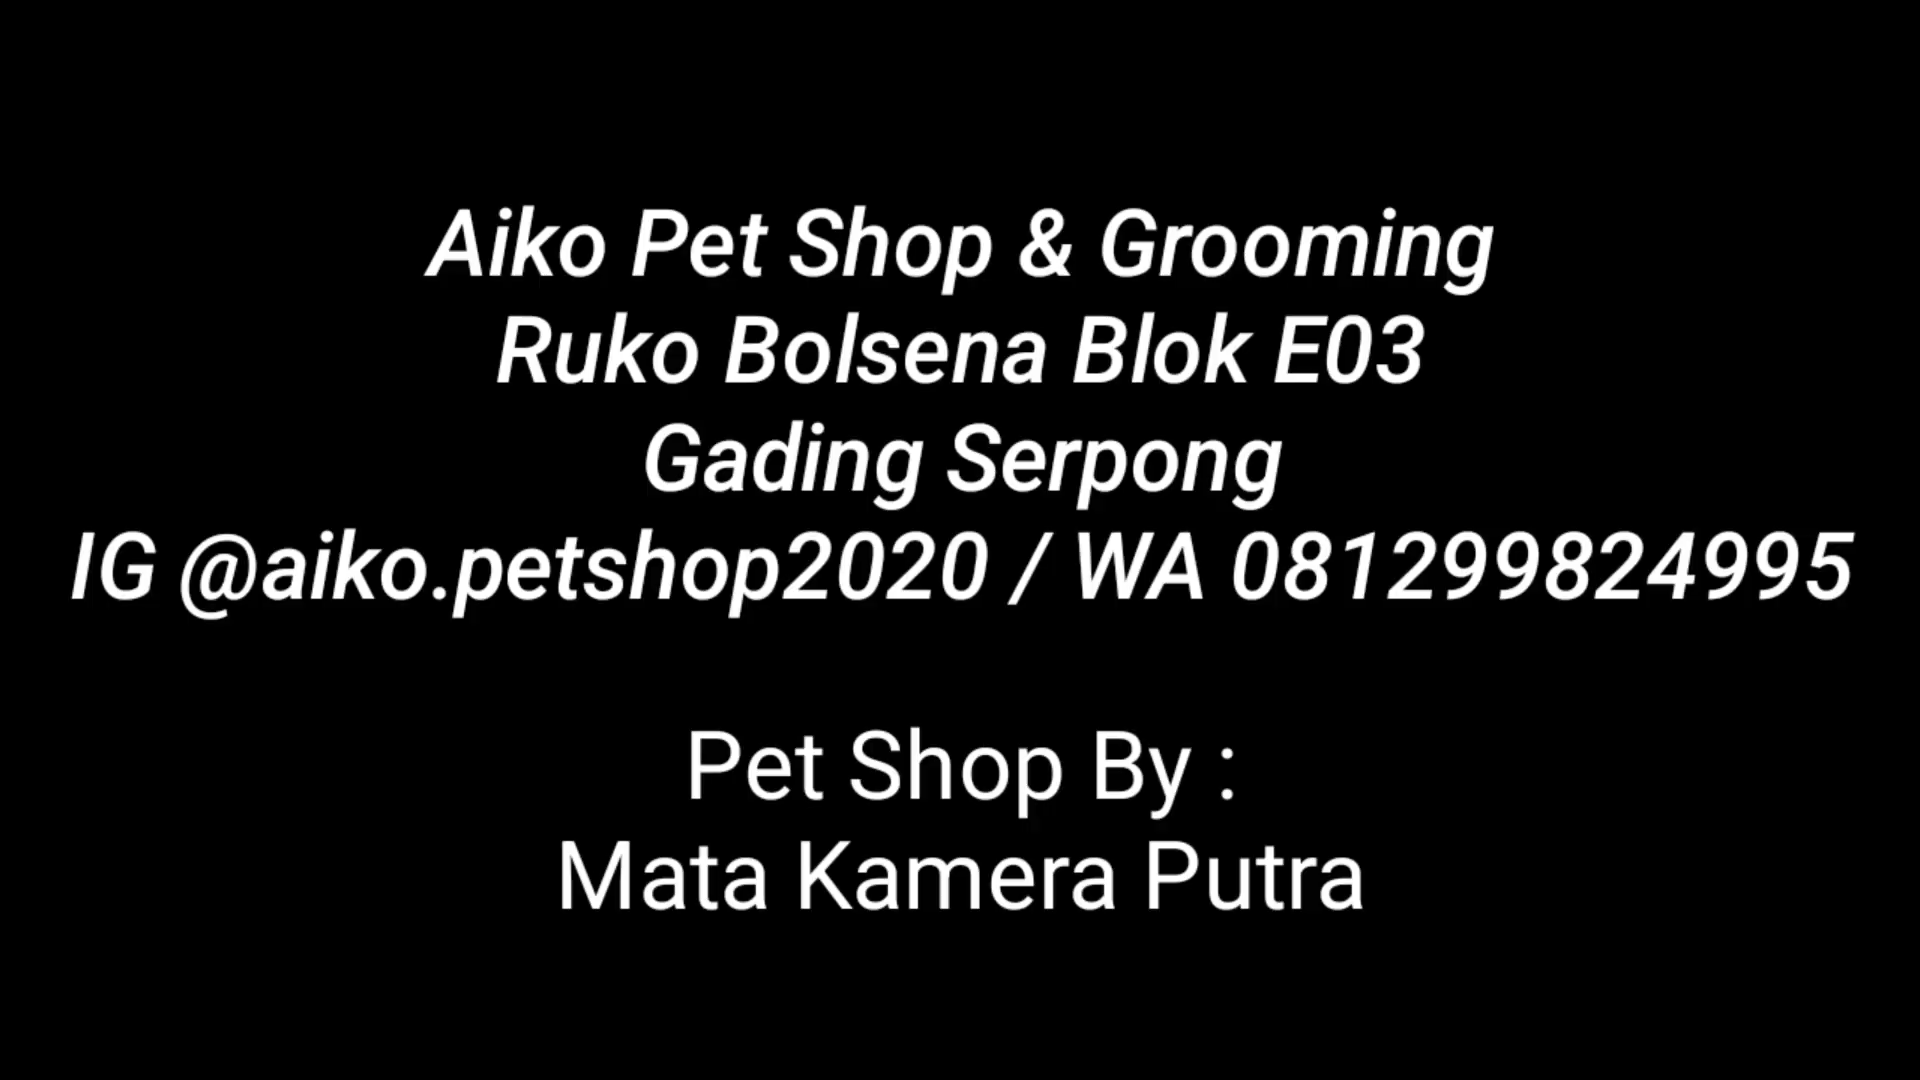 Aiko Pet Shop & Grooming
Ruko Bolsena Blok E03
Gading Serpong
IG @aiko.petshop2020 / WA 081299824995
Pet Shop By :
Mata Kamera Putra